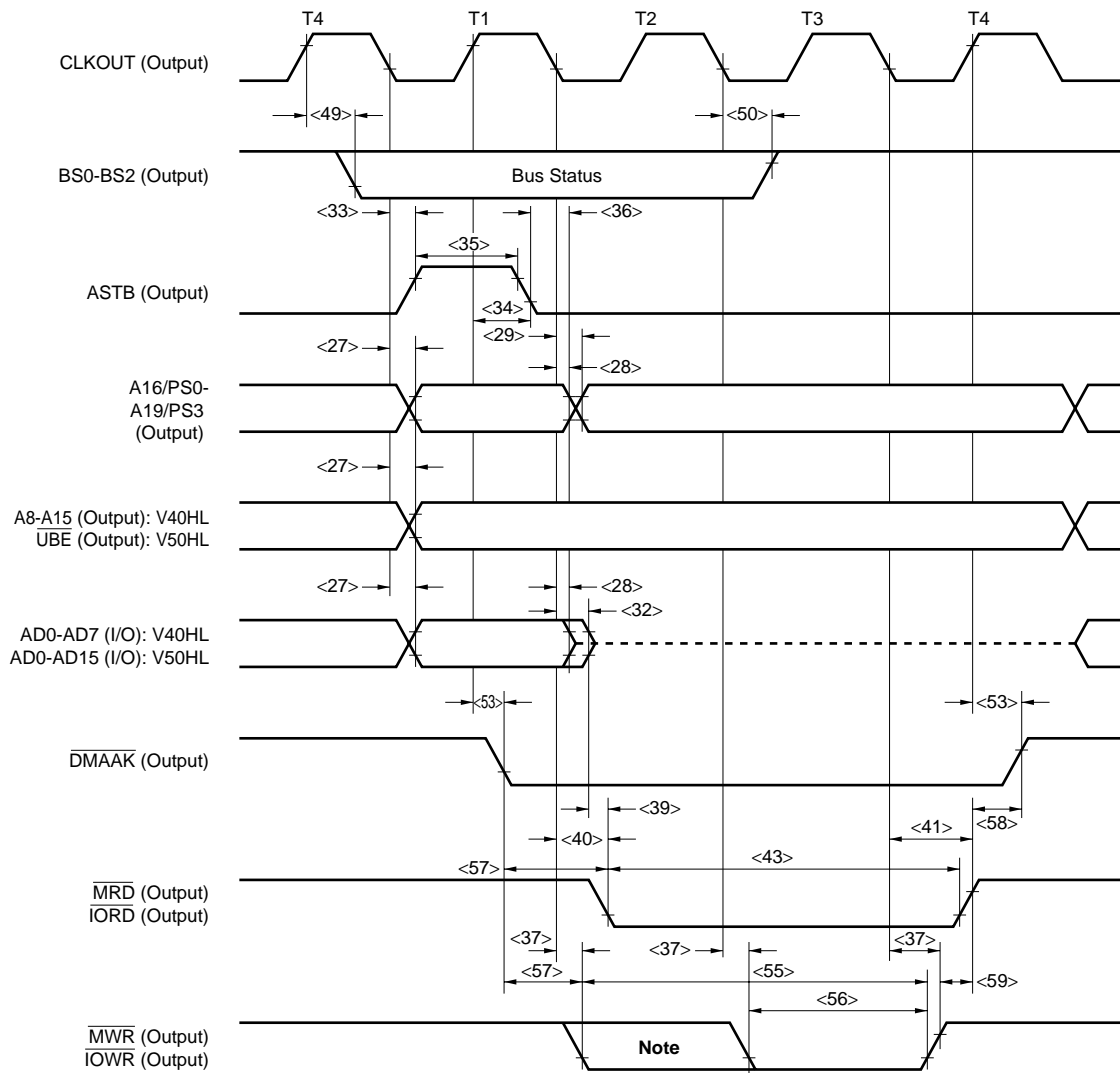 T4 T1 T2 T3 T4
CLKOUT (Output)
<49> <50>
BS0-BS2 (Output) Bus Status
<33> <36>
<35>
ASTB (Output)
<34>
<29>
<27>
<28>
A16/PS0-
A19/PS3
(Output)
<27>
A8-A15 (Output): V40HL
UBE (Output): V50HL
<27> <28>
<32>
AD0-AD7 (I/O): V40HL
AD0-AD15 (I/O): V50HL
<53> <53>
DMAAK (Output)
<39>
<41> <58>
<40>
<57> <43>
MRD (Output)
IORD (Output)
<37> <37> <37>
<57> <55> <59>
<56>
MWR (Output)
IOWR (Output)
Note